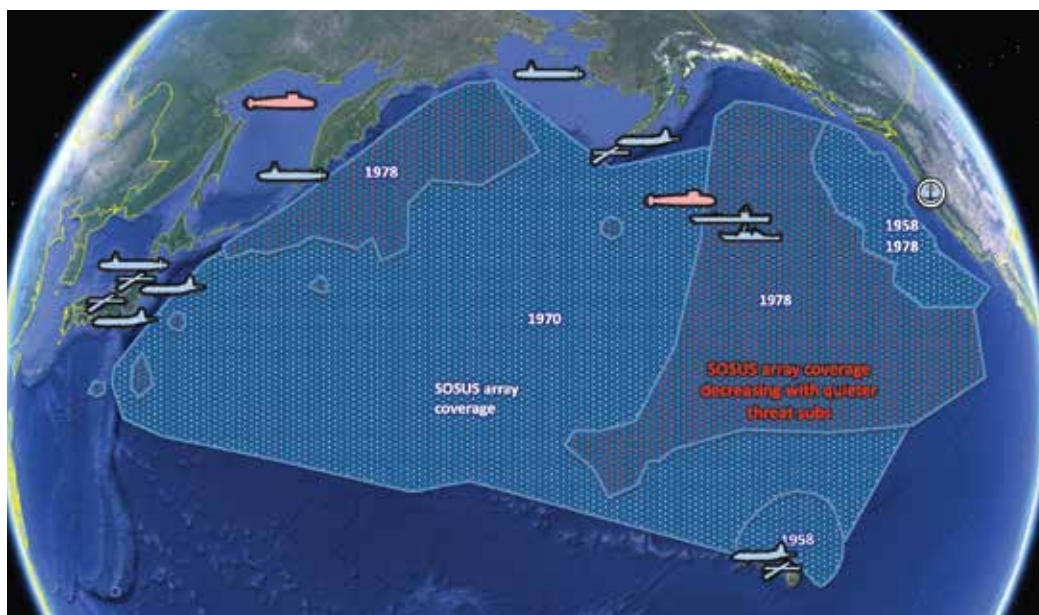 1978
1958
1978
1978
1970
SOSUS array
coverage
SOSUS array coverage
decreasing with quieter
threat subs
1958